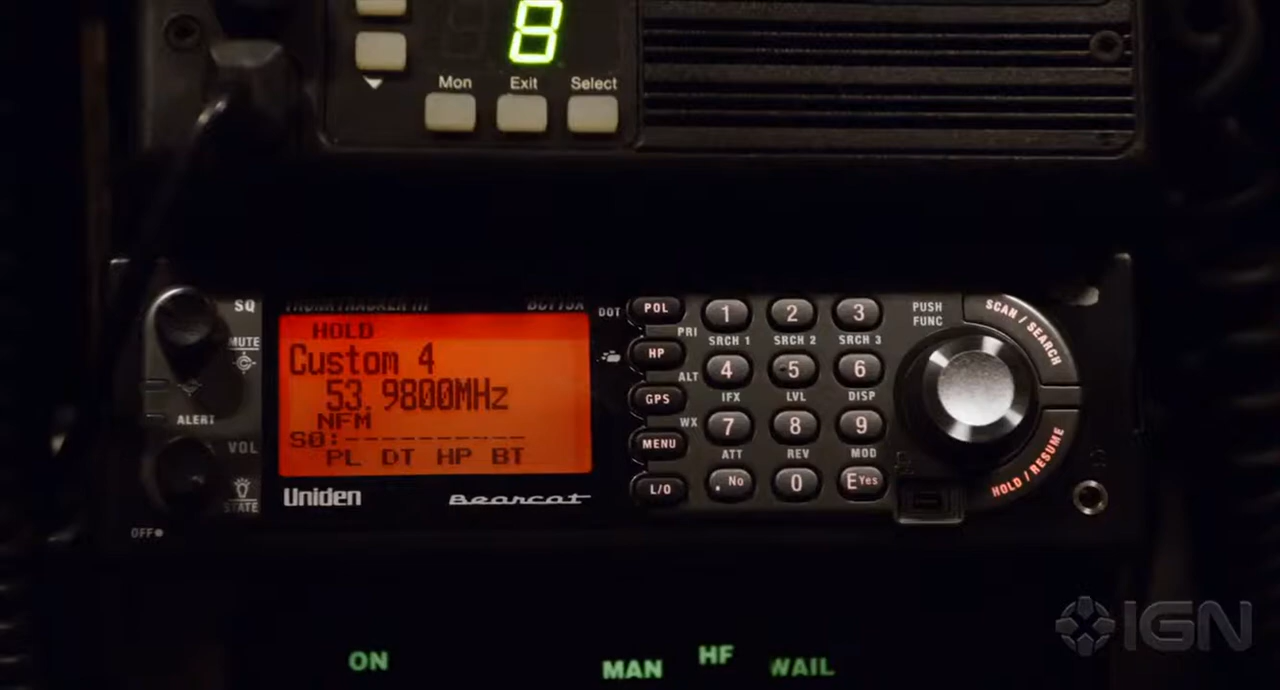 8
Mon Exit Select
SQ
MUTE
ALERT
VOL
STATE
OFF
TRUNKTRACKER III BCT15X
HOLD
Custom 4
53.9800MHz
NFM
S0:-----------
PL DT HP BT
Uniden Bearcat
DOT POL
PRI
HP
ALT
GPS
WX
MENU
L/O
1 2 3
SRCH 1 SRCH 2 SRCH 3
4 5 6
IFX LVL DISP
7 8 9
ATT REV MOD
. No 0 E Yes
PUSH
FUNC
SCAN / SEARCH
HOLD / RESUME
ON MAN HF WAIL
IGN